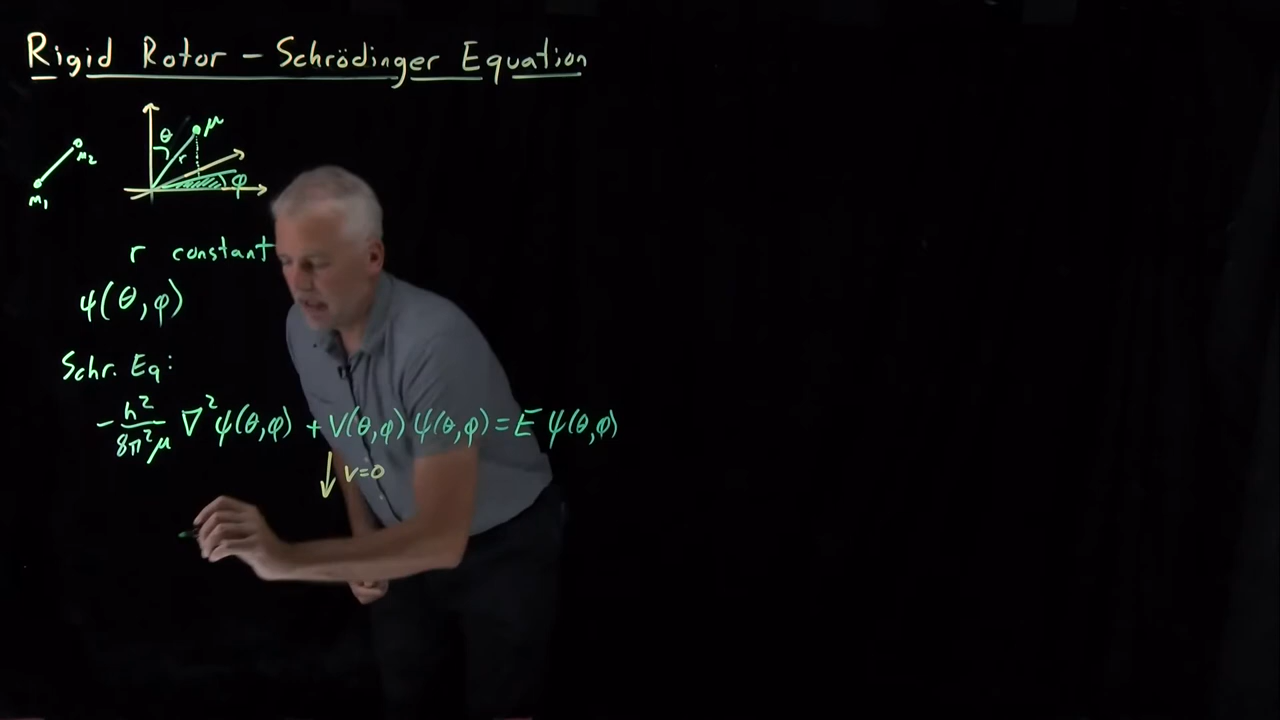 Rigid Rotor – Schrödinger Equation
θ μ
r
φ
m₁ m₂
r constant
ψ(θ,φ)
Schr. Eq:
-h²/8π²μ ∇²ψ(θ,φ) + V(θ,φ) ψ(θ,φ) = E ψ(θ,φ)
↓ V=0